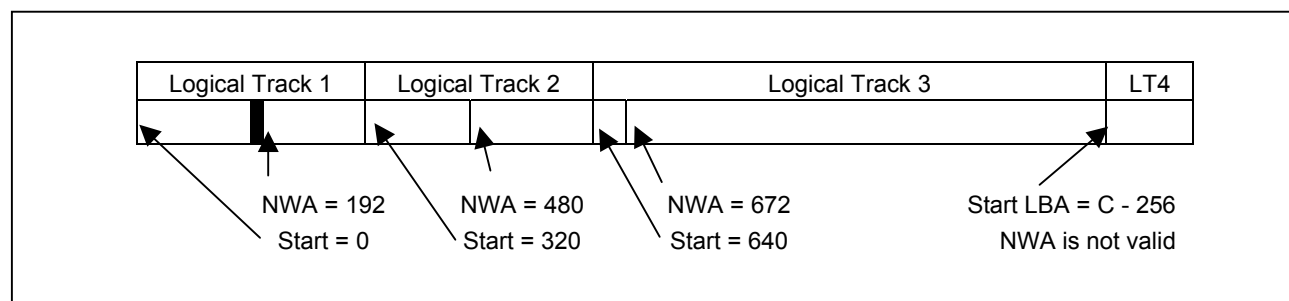 Logical Track 1 Logical Track 2 Logical Track 3 LT4
NWA = 192 NWA = 480 NWA = 672 Start LBA = C - 256
Start = 0 Start = 320 Start = 640 NWA is not valid